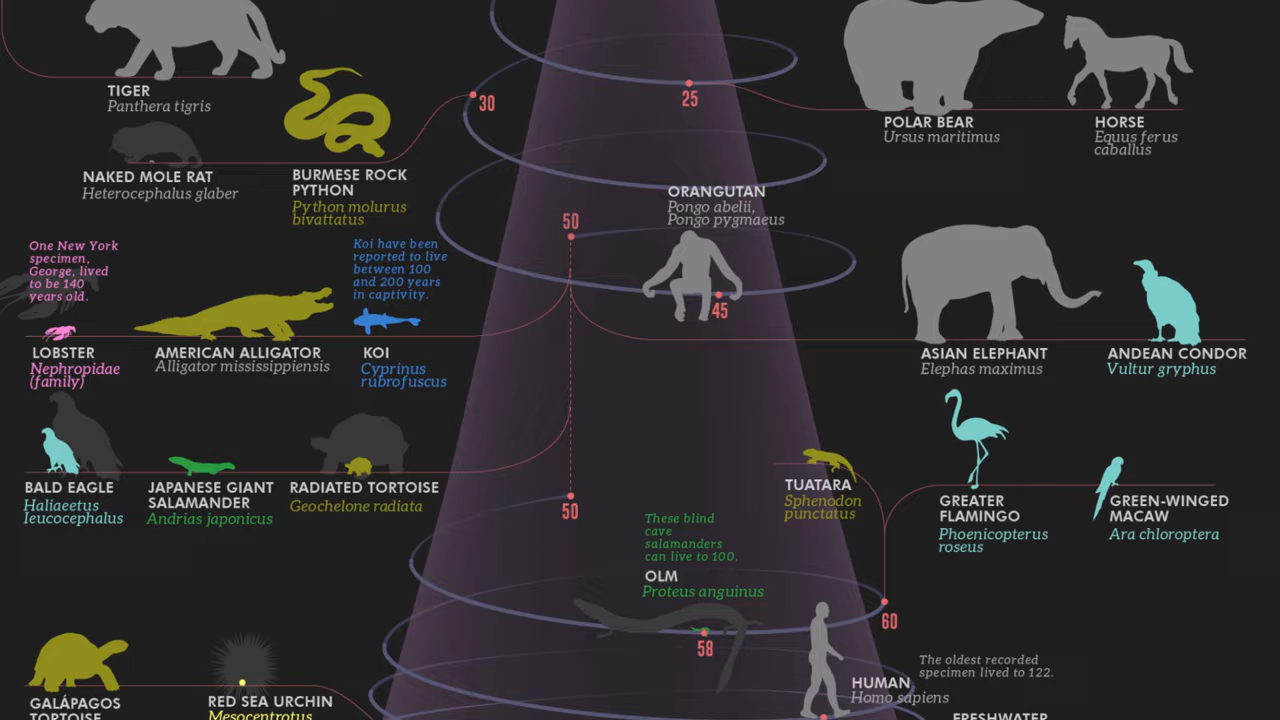 TIGER
Panthera tigris
30
25
POLAR BEAR
Ursus maritimus
HORSE
Equus ferus
caballus
NAKED MOLE RAT
Heterocephalus glaber
BURMESE ROCK
PYTHON
Python molurus
bivattatus
ORANGUTAN
Pongo abelii,
Pongo pygmaeus
50
45
One New York
specimen,
George, lived
to be 140
years old.
Koi have been
reported to live
between 100
and 200 years
in captivity.
LOBSTER
Nephropidae
(family)
AMERICAN ALLIGATOR
Alligator mississippiensis
KOI
Cyprinus
rubrofuscus
ASIAN ELEPHANT
Elephas maximus
ANDEAN CONDOR
Vultur gryphus
BALD EAGLE
Haliaeetus
leucocephalus
JAPANESE GIANT
SALAMANDER
Andrias japonicus
RADIATED TORTOISE
Geochelone radiata
50
TUATARA
Sphenodon
punctatus
GREATER
FLAMINGO
Phoenicopterus
roseus
GREEN-WINGED
MACAW
Ara chloroptera
These blind
cave
salamanders
can live to 100.
OLM
Proteus anguinus
58
60
GALÁPAGOS
TORTOISE
RED SEA URCHIN
Mesocentrotus
The oldest recorded
specimen lived to 122.
HUMAN
Homo sapiens
FRESHWATER